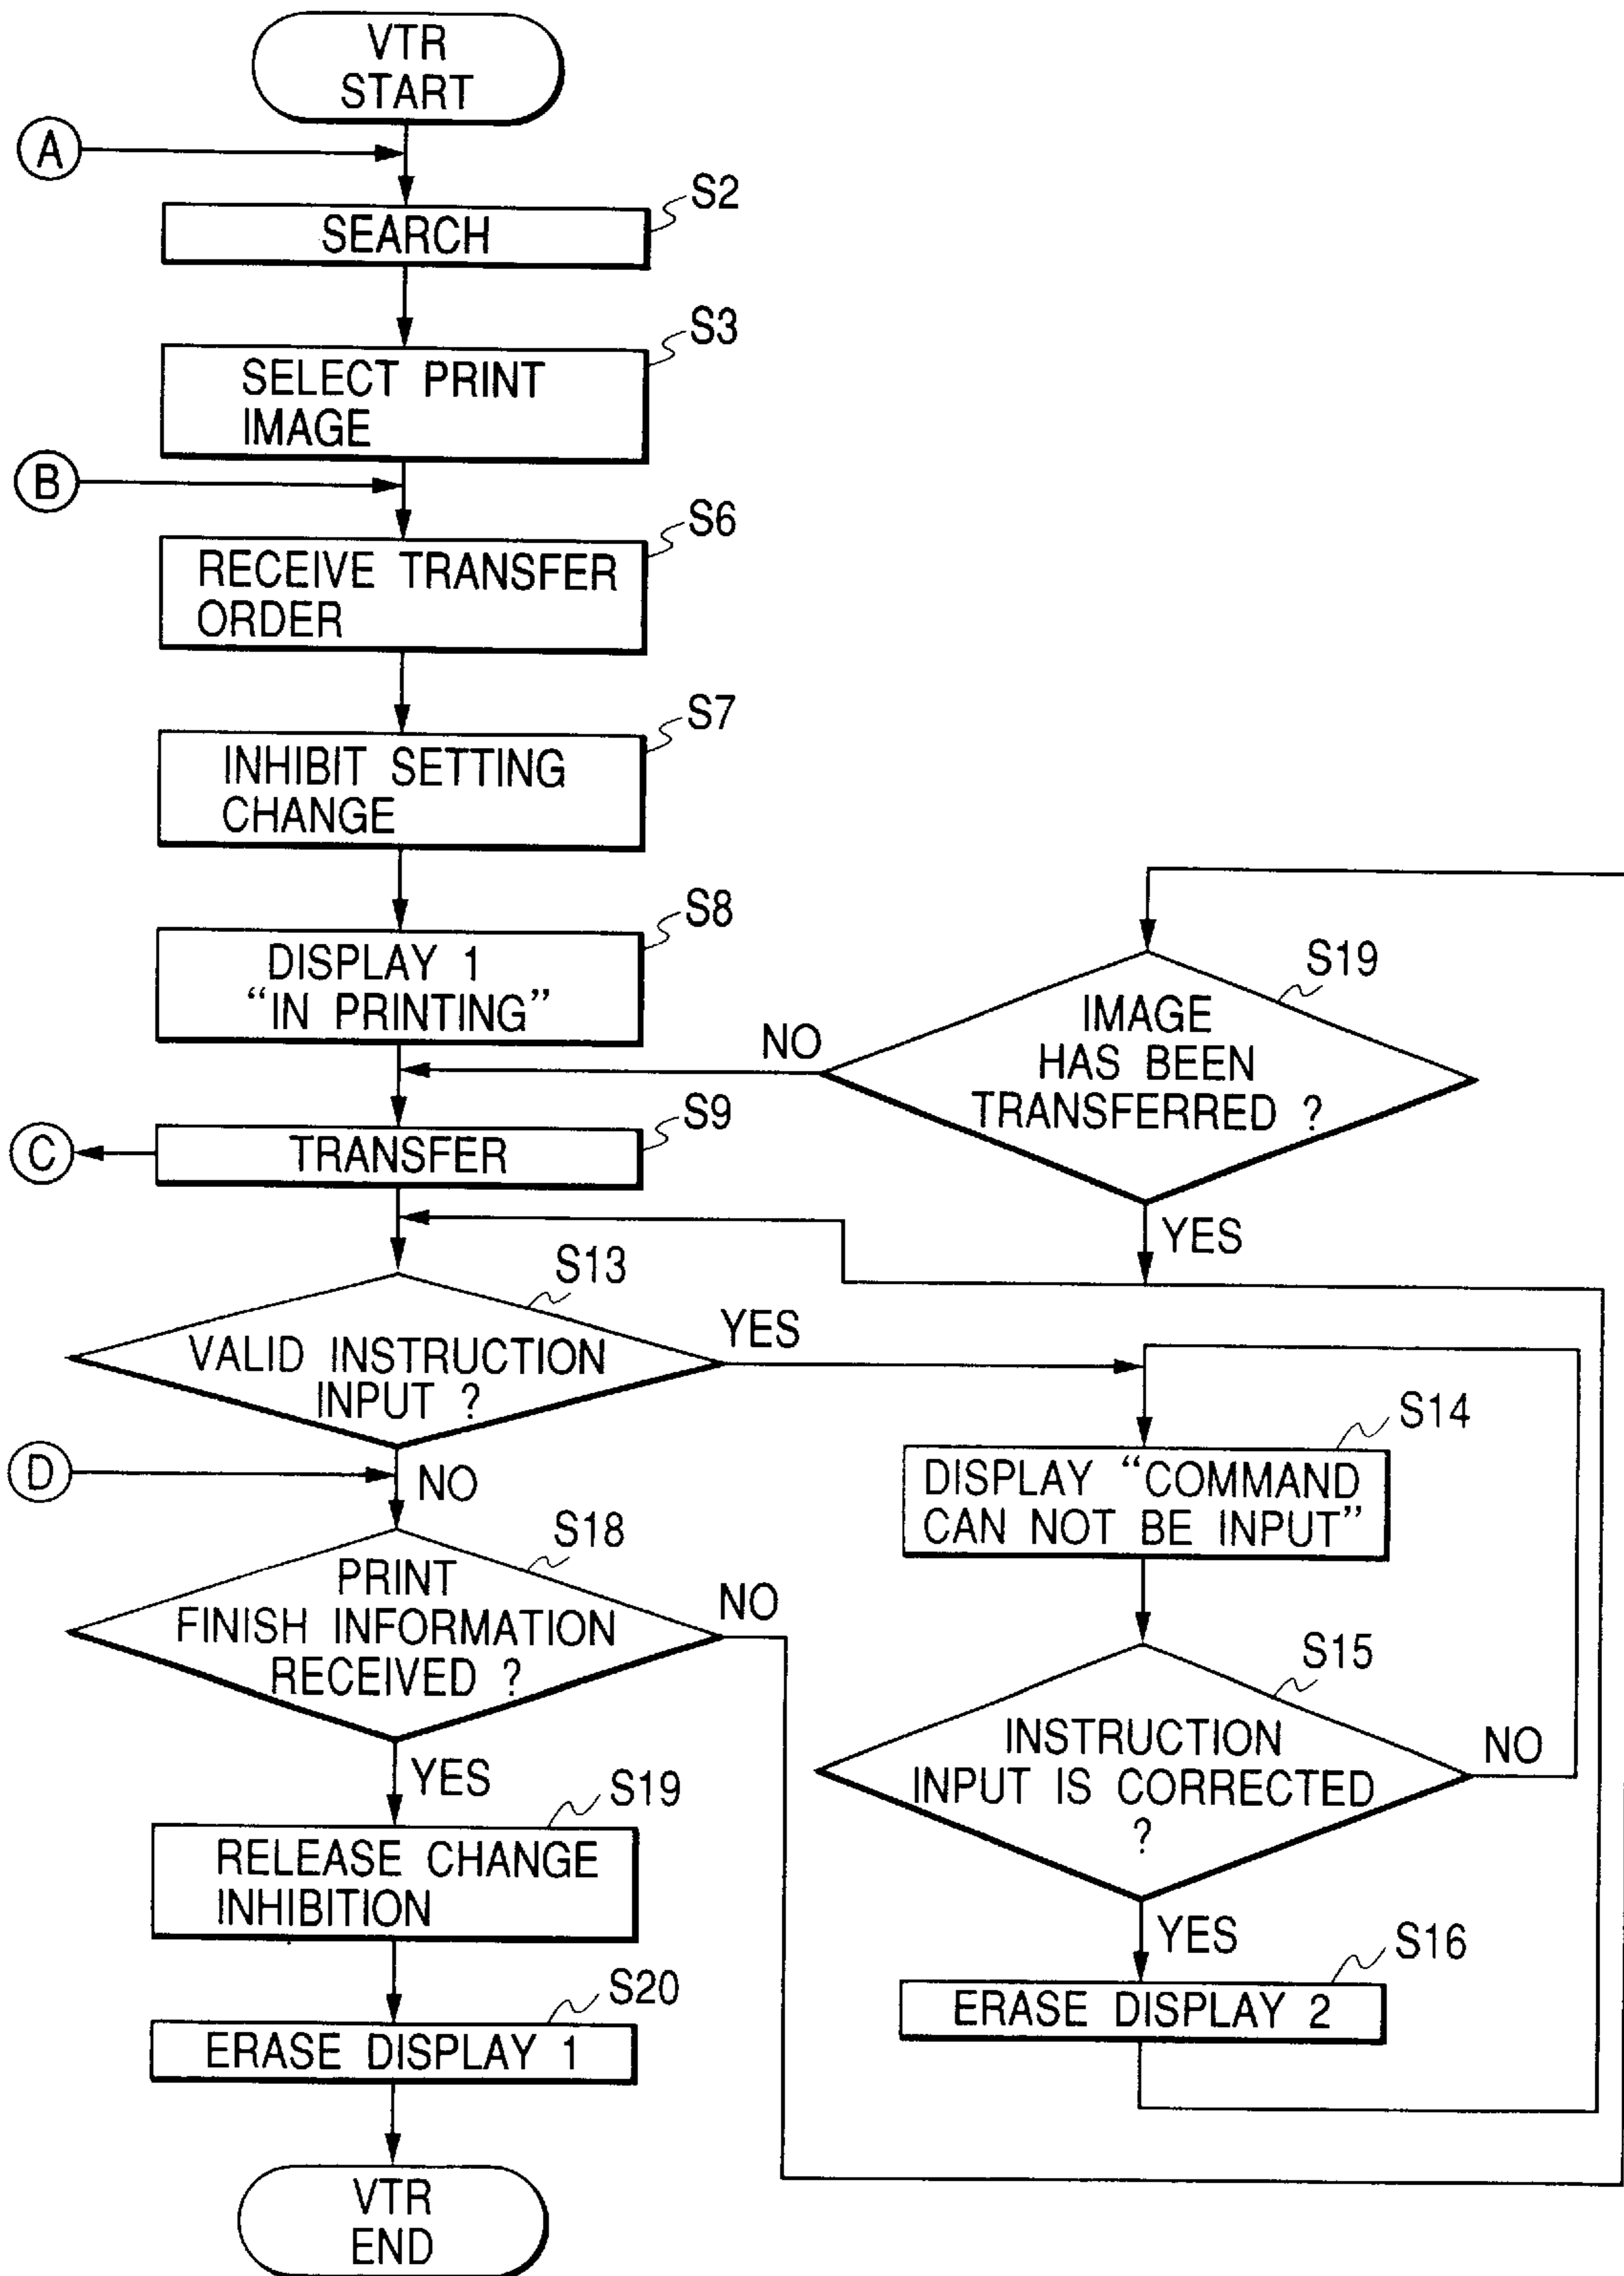 VTR
START
A
S2
SEARCH
S3
SELECT PRINT
IMAGE
B
S6
RECEIVE TRANSFER
ORDER
S7
INHIBIT SETTING
CHANGE
S8
DISPLAY 1
“IN PRINTING”
S19
IMAGE
HAS BEEN
TRANSFERRED ?
NO
YES
S9
TRANSFER
C
S13
VALID INSTRUCTION
INPUT ?
YES
NO
D
S14
DISPLAY “COMMAND
CAN NOT BE INPUT”
S18
PRINT
FINISH INFORMATION
RECEIVED ?
NO
YES
S15
INSTRUCTION
INPUT IS CORRECTED
?
NO
YES
S19
RELEASE CHANGE
INHIBITION
S16
ERASE DISPLAY 2
S20
ERASE DISPLAY 1
VTR
END